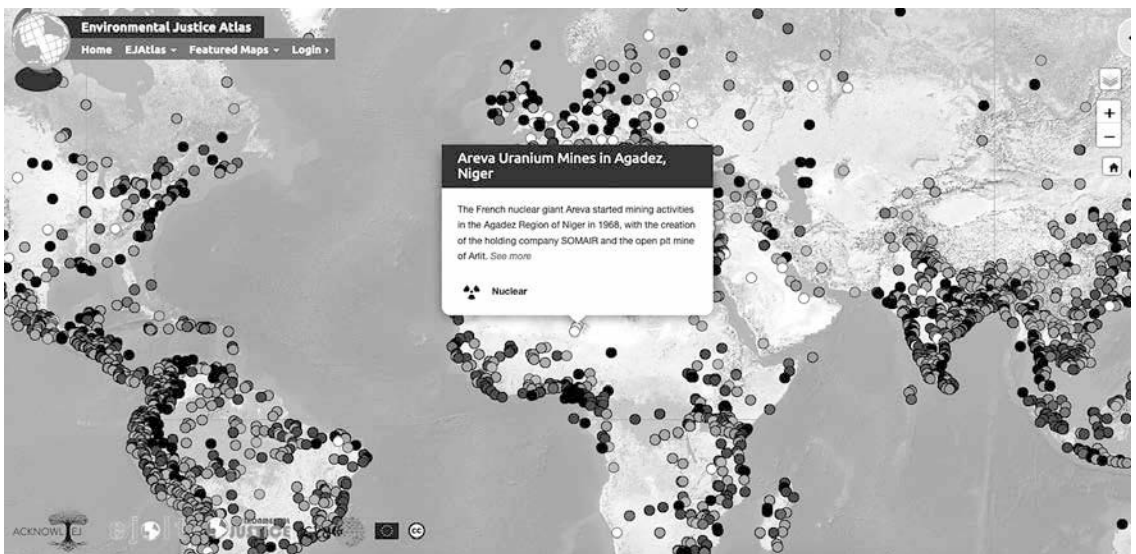 Environmental Justice Atlas
Home EJAtlas Featured Maps Login ›
+
−
Areva Uranium Mines in Agadez,
Niger
The French nuclear giant Areva started mining activities
in the Agadez Region of Niger in 1968, with the creation
of the holding company SOMAIR and the open pit mine
of Arlit. See more
Nuclear
ACKNOWL EJ
JUSTICE
cc